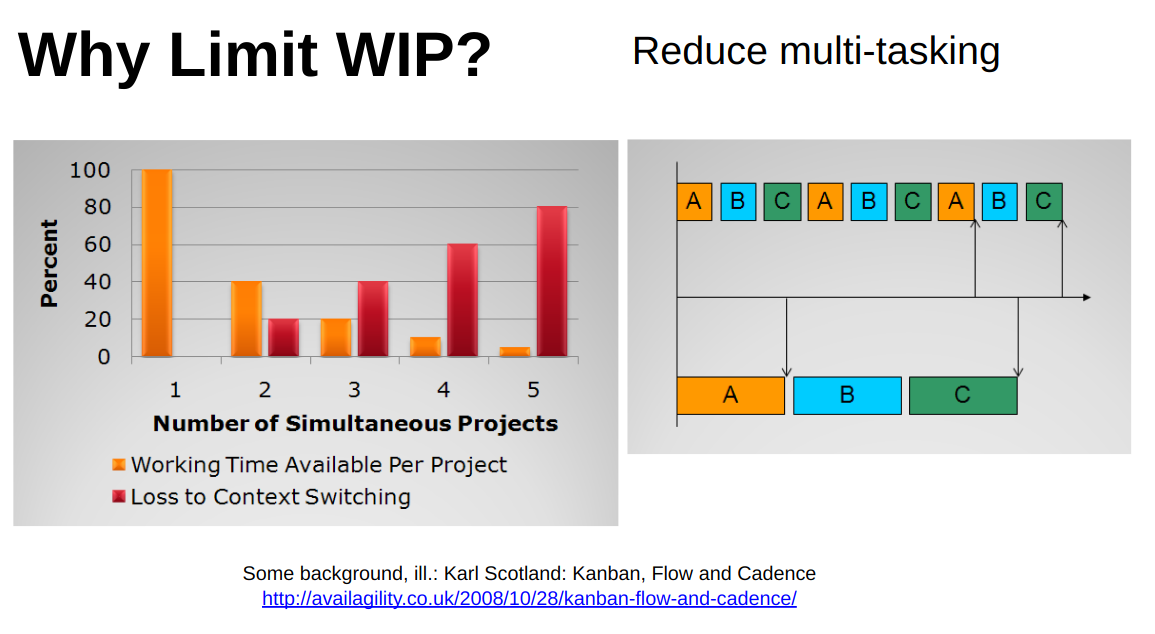 Why Limit WIP?
Reduce multi-tasking
100
80
60
40
20
0
Percent
1 2 3 4 5
Number of Simultaneous Projects
Working Time Available Per Project
Loss to Context Switching
A B C A B C A B C
A B C
Some background, ill.: Karl Scotland: Kanban, Flow and Cadence
http://availagility.co.uk/2008/10/28/kanban-flow-and-cadence/